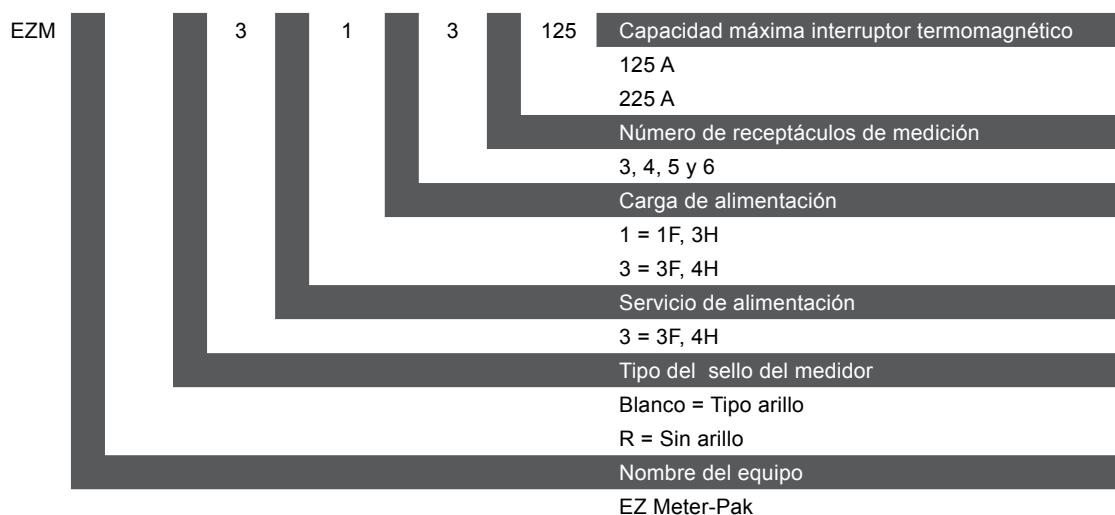 EZM 3 1 3 125 Capacidad máxima interruptor termomagnético
125 A
225 A
Número de receptáculos de medición
3, 4, 5 y 6
Carga de alimentación
1 = 1F, 3H
3 = 3F, 4H
Servicio de alimentación
3 = 3F, 4H
Tipo del  sello del medidor
Blanco = Tipo arillo
R = Sin arillo
Nombre del equipo
EZ Meter-Pak